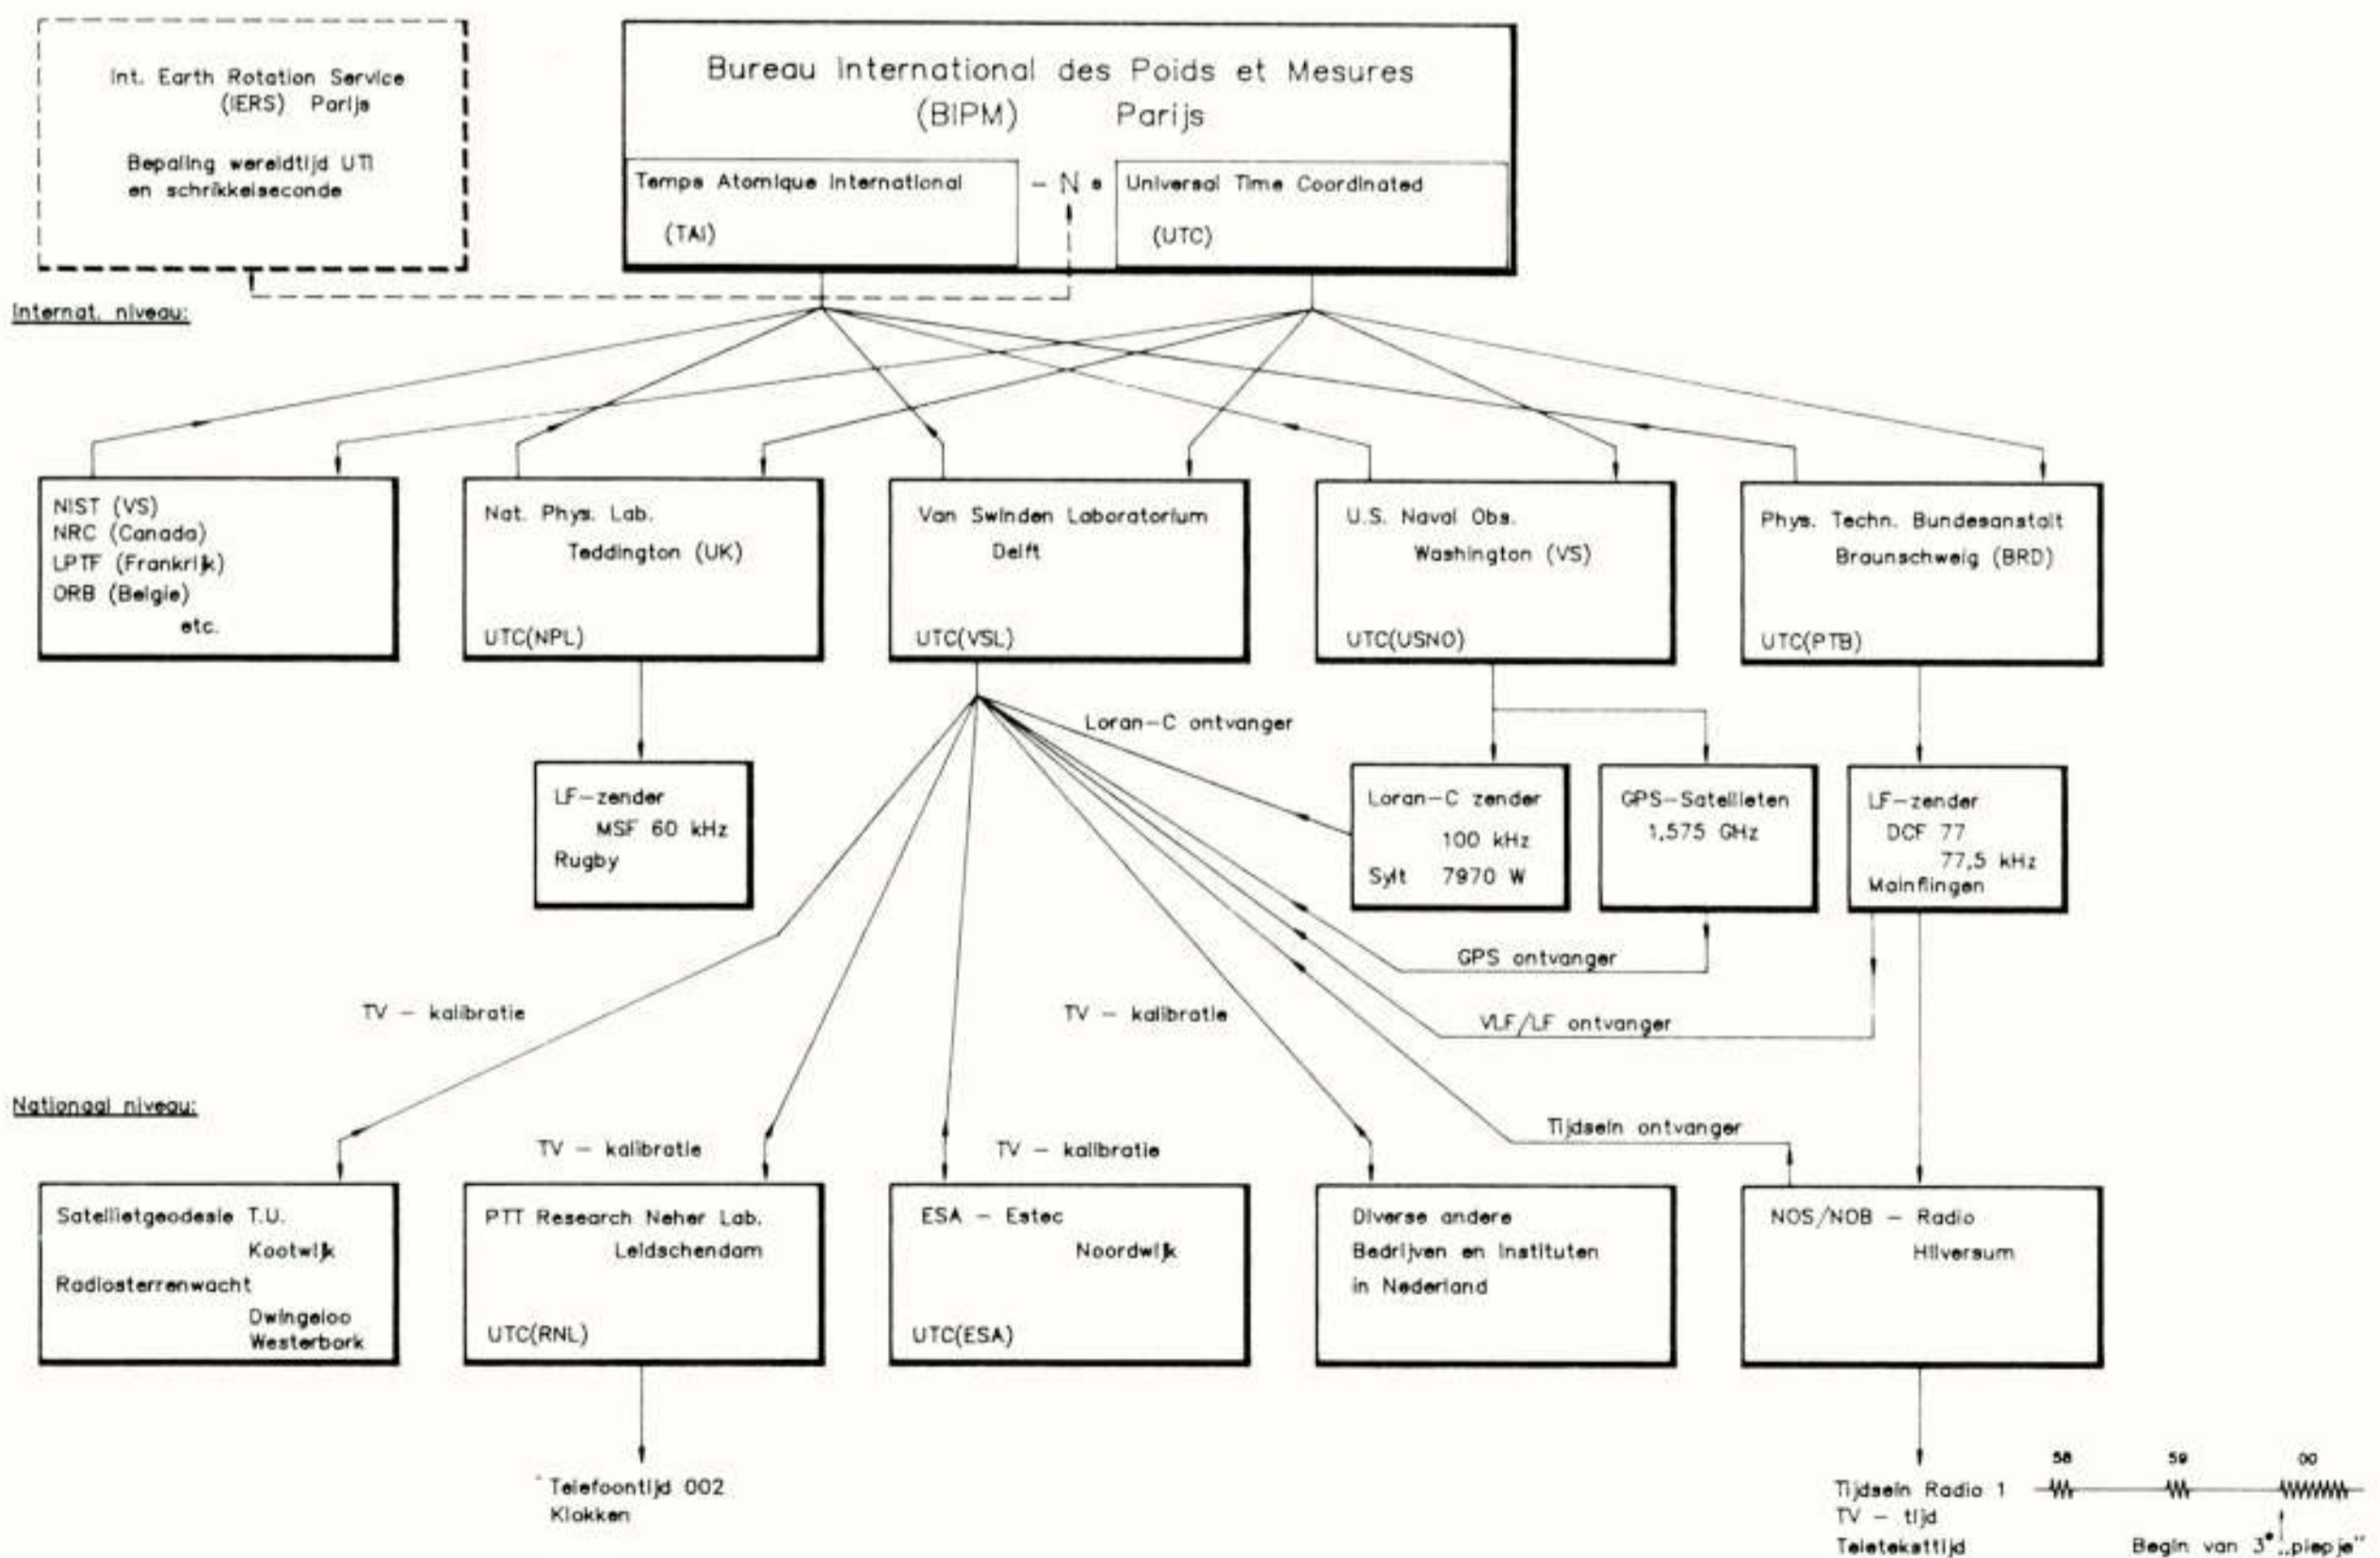 Int. Earth Rotation Service
(IERS) Parijs
Bepaling wereldtijd UT1
en schrikkelseconde
Bureau International des Poids et Mesures
(BIPM) Parijs
Temps Atomique International
(TAI)
- N s
Universal Time Coordinated
(UTC)
Internat. niveau:
NIST (VS)
NRC (Canada)
LPTF (Frankrijk)
ORB (Belgie)
etc.
Nat. Phys. Lab.
Teddington (UK)
UTC(NPL)
Van Swinden Laboratorium
Delft
UTC(VSL)
U.S. Naval Obs.
Washington (VS)
UTC(USNO)
Phys. Techn. Bundesanstalt
Braunschweig (BRD)
UTC(PTB)
Loran-C ontvanger
LF-zender
MSF 60 kHz
Rugby
Loran-C zender
100 kHz
Sylt 7970 W
GPS-Satellieten
1,575 GHz
LF-zender
DCF 77
77,5 kHz
Mainflingen
GPS ontvanger
VLF/LF ontvanger
TV - kalibratie
TV - kalibratie
Nationaal niveau:
Tijdsein ontvanger
TV - kalibratie
TV - kalibratie
Satellietgeodesie T.U.
Kootwijk
Radiosterrenwacht
Dwingeloo
Westerbork
PTT Research Neher Lab.
Leidschendam
UTC(RNL)
ESA - Estec
Noordwijk
UTC(ESA)
Diverse andere
Bedrijven en Instituten
in Nederland
NOS/NOB - Radio
Hilversum
Telefoontijd 002
Klokken
Tijdsein Radio 1
TV - tijd
Teleteksttijd
58 59 00
Begin van 3e „piepje"